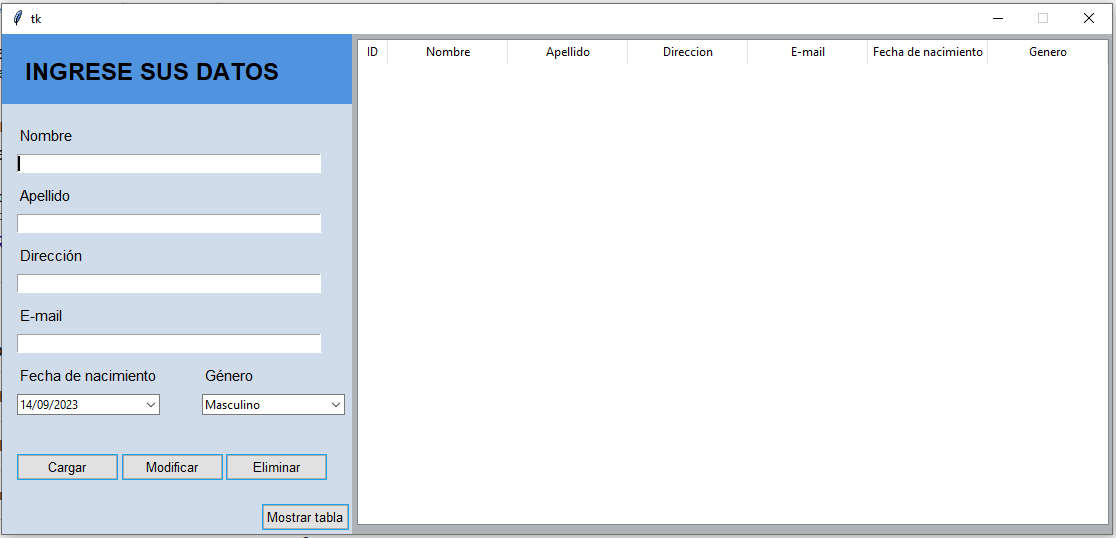 tk
INGRESE SUS DATOS
Nombre
Apellido
Dirección
E-mail
Fecha de nacimiento Género
14/09/2023 Masculino
Cargar Modificar Eliminar
Mostrar tabla
ID Nombre Apellido Direccion E-mail Fecha de nacimiento Genero